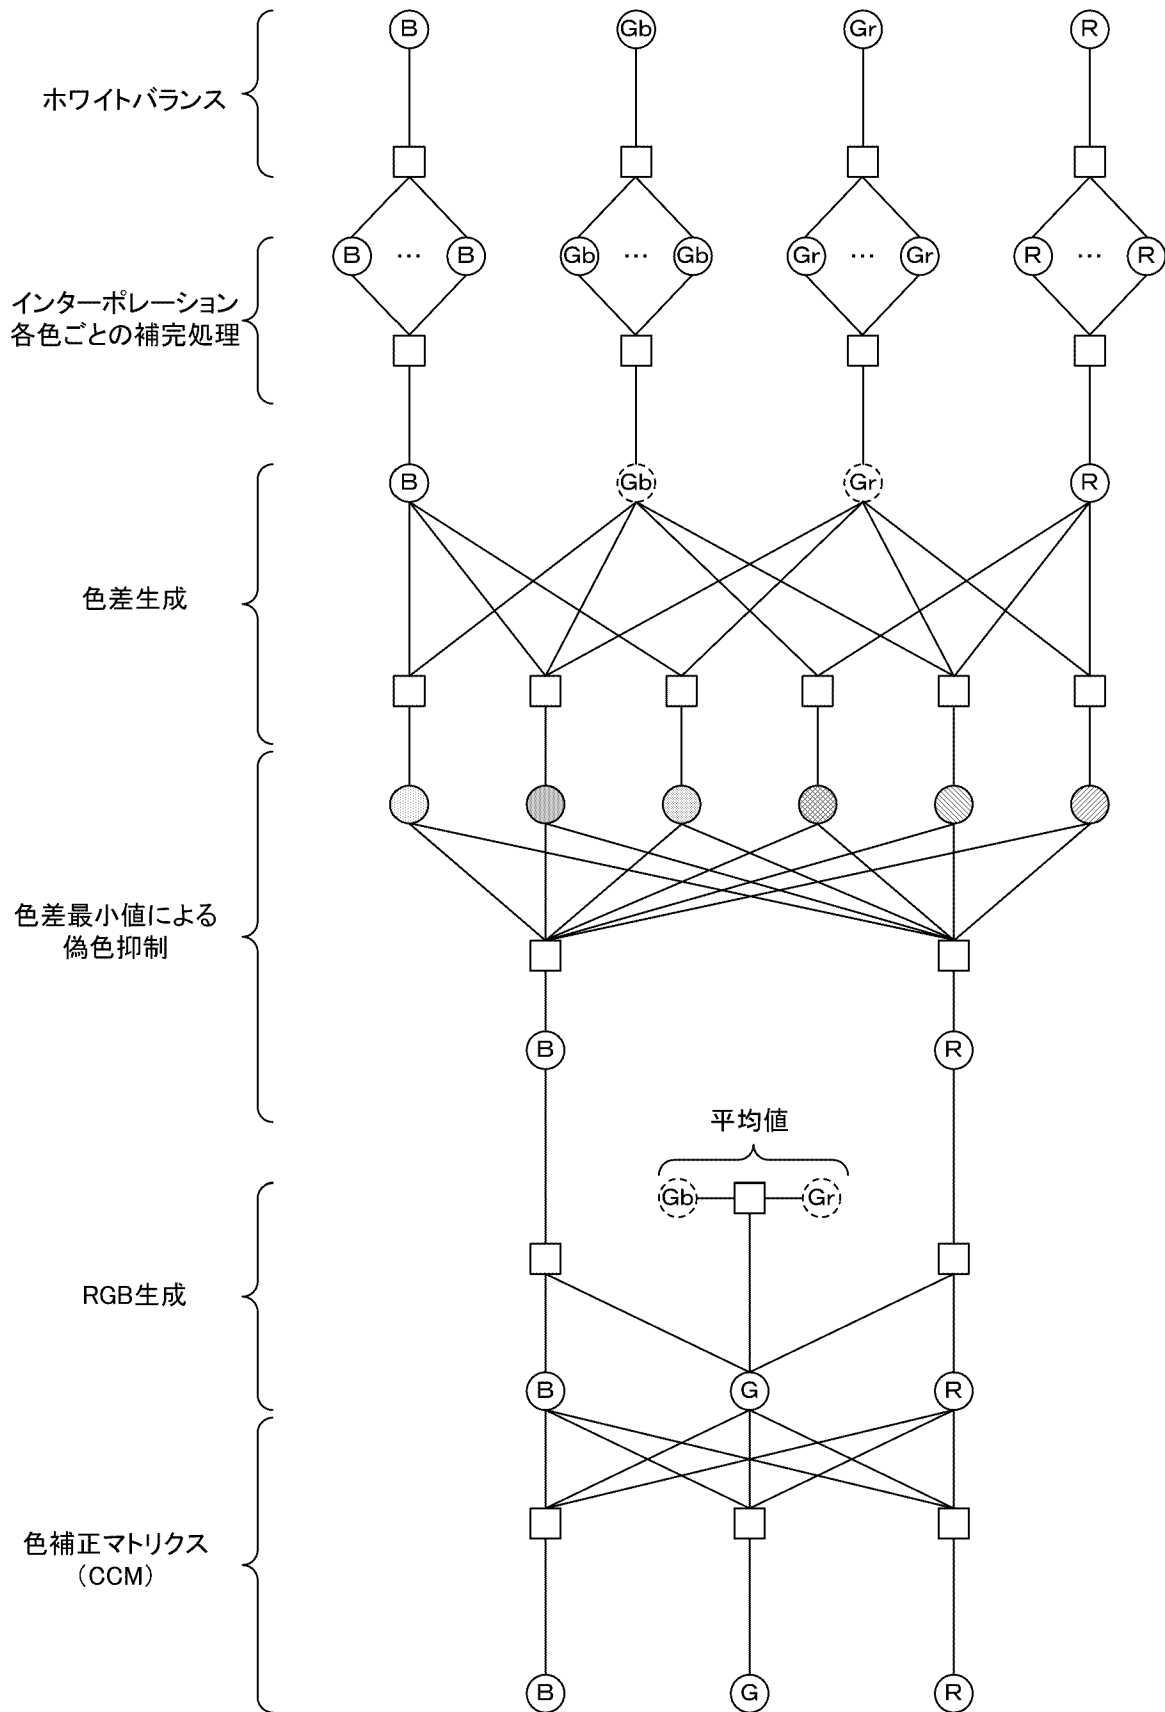 B Gb Gr R
ホワイトバランス
B … B Gb … Gb Gr … Gr R … R
インターポレーション
各色ごとの補完処理
B Gb Gr R
色差生成
色差最小値による
偽色抑制
B R
平均値
Gb Gr
RGB生成
B G R
色補正マトリクス
(CCM)
B G R